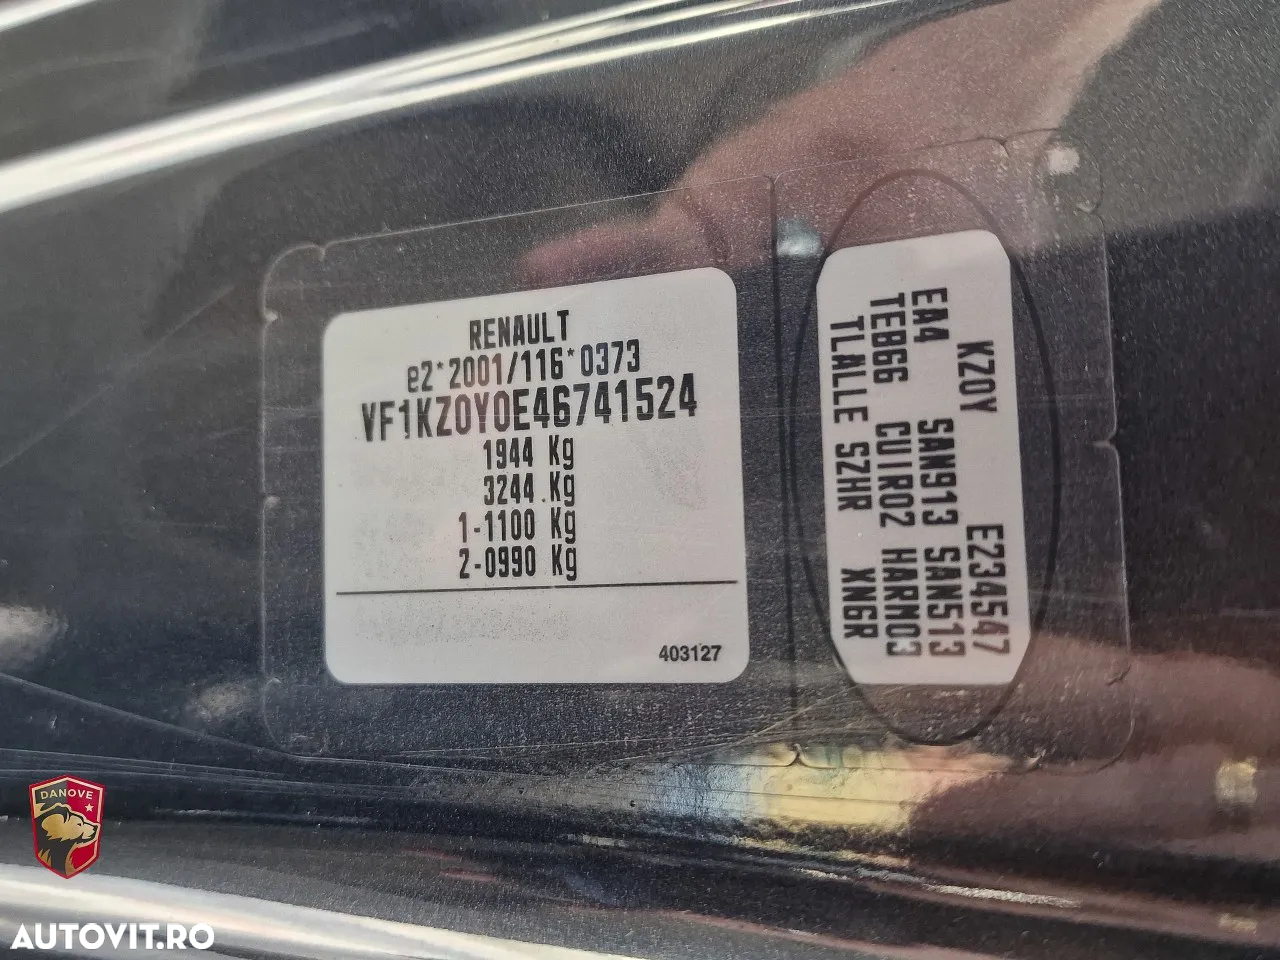 RENAULT
e2*2001/116*0373
VF1KZ0Y0E46741524
1944 Kg
3244 Kg
1-1100 Kg
2-0990 Kg
403127
KZ0Y E234547
EA4 SAN913 SAN513
TEB66 CUIR02 HARM03
TLALLE SZHR XN6R
DANOVE
AUTOVIT.RO